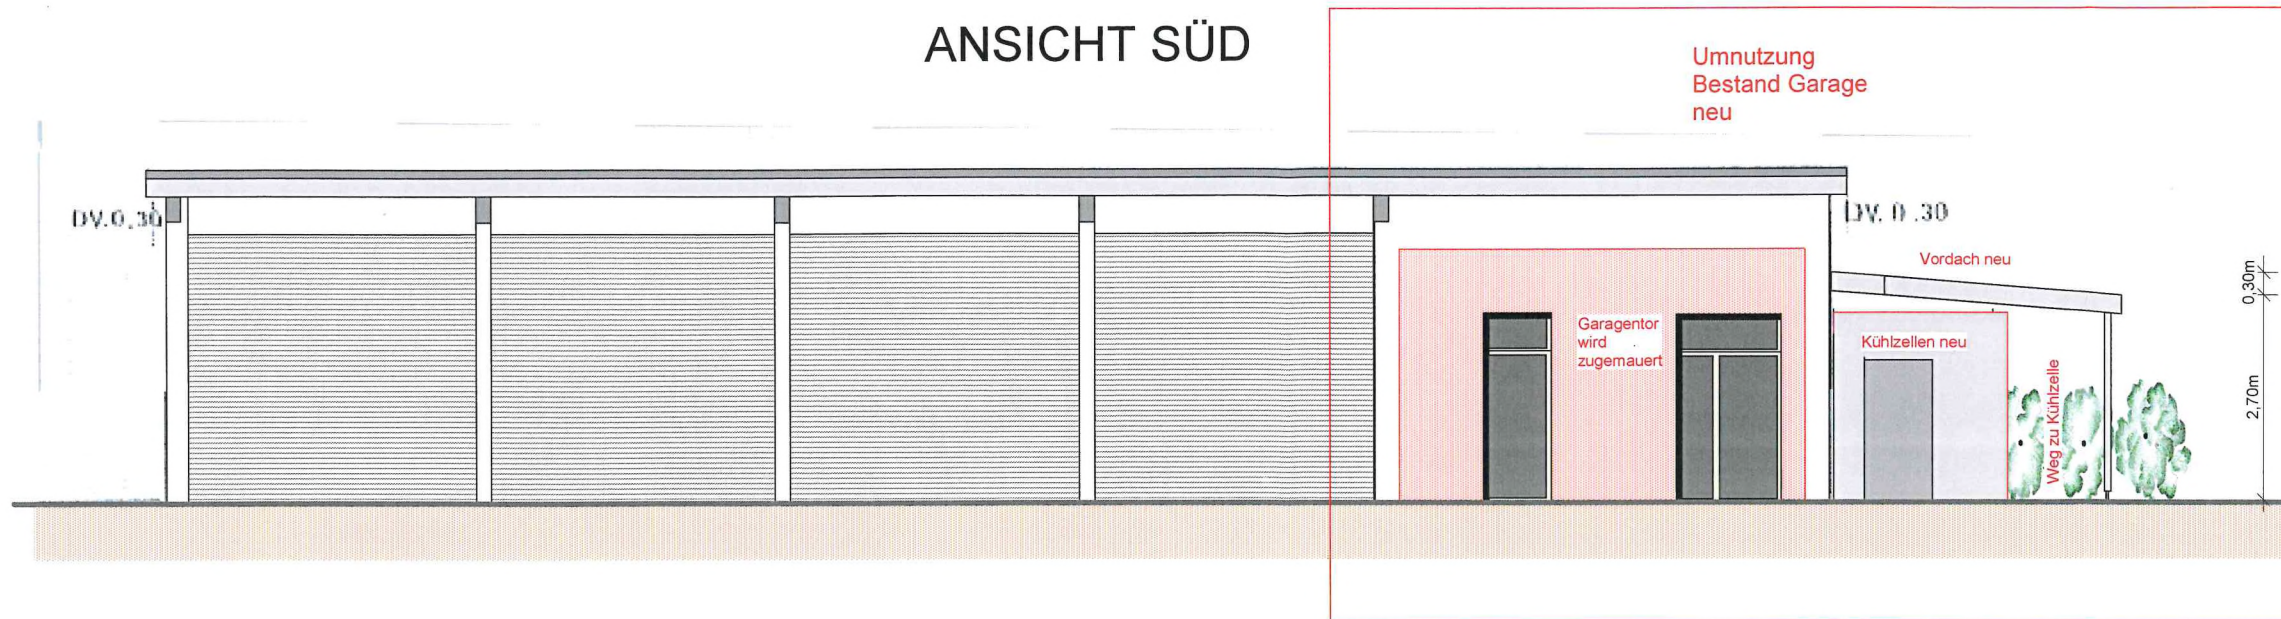 ANSICHT SÜD
Umnutzung
Bestand Garage
neu
DV.0,30
DV. 0 .30
Vordach neu
0,30m
Garagentor
wird
zugemauert
Kühlzellen neu
Weg zu Kühlzelle
2,70m